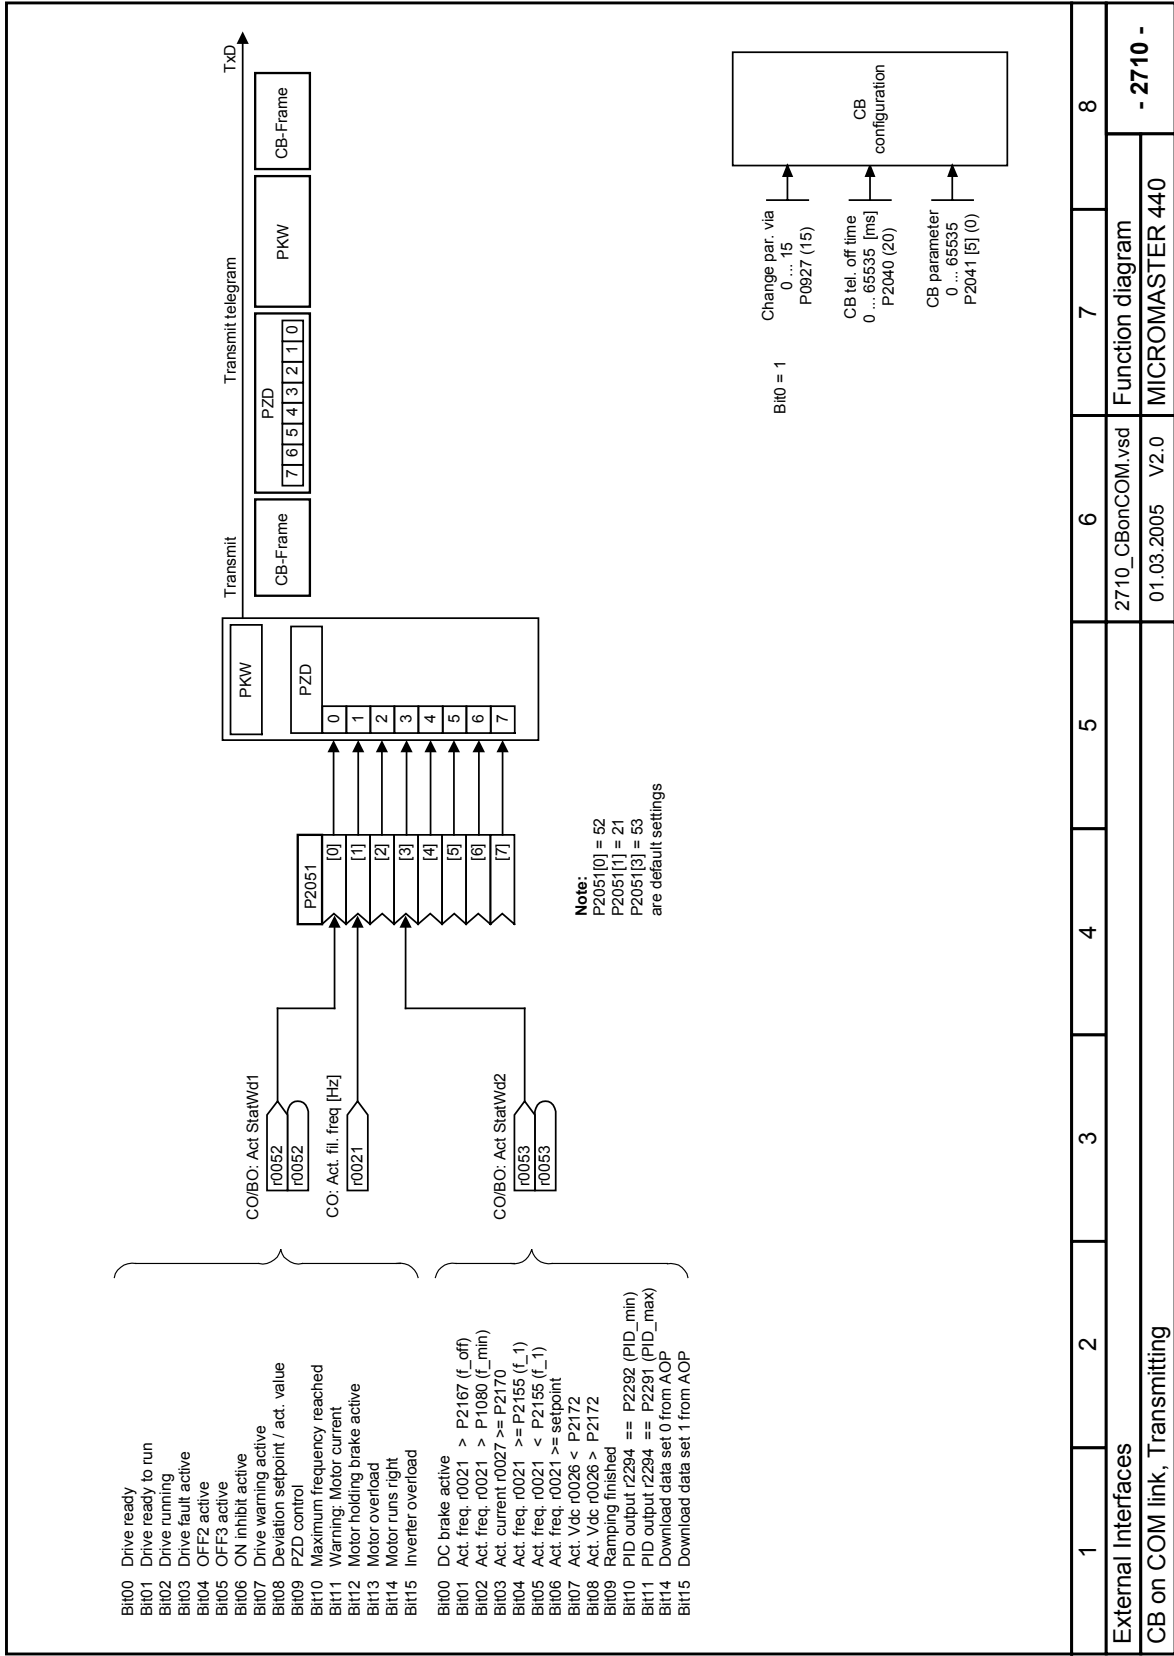 Bit00 Drive ready
Bit01 Drive ready to run
Bit02 Drive running
Bit03 Drive fault active
Bit04 OFF2 active
Bit05 OFF3 active
Bit06 ON inhibit active
Bit07 Drive warning active
Bit08 Deviation setpoint / act. value
Bit09 PZD control
Bit10 Maximum frequency reached
Bit11 Warning: Motor current
Bit12 Motor holding brake active
Bit13 Motor overload
Bit14 Motor runs right
Bit15 Inverter overload
Bit00 DC brake active
Bit01 Act. freq. r0021 > P2167 (f_off)
Bit02 Act. freq. r0021 > P1080 (f_min)
Bit03 Act. current r0027 >= P2170
Bit04 Act. freq. r0021 >= P2155 (f_1)
Bit05 Act. freq. r0021 < P2155 (f_1)
Bit06 Act. freq. r0021 >= setpoint
Bit07 Act. Vdc r0026 < P2172
Bit08 Act. Vdc r0026 > P2172
Bit09 Ramping finished
Bit10 PID output r2294 == P2292 (PID_min)
Bit11 PID output r2294 == P2291 (PID_max)
Bit14 Download data set 0 from AOP
Bit15 Download data set 1 from AOP
CO/BO: Act StatWd1
r0052
r0052
CO: Act. fil. freq [Hz]
r0021
CO/BO: Act StatWd2
r0053
r0053
P2051
[0]
[1]
[2]
[3]
[4]
[5]
[6]
[7]
Note:
P2051[0] = 52
P2051[1] = 21
P2051[3] = 53
are default settings
PKW
PZD
0
1
2
3
4
5
6
7
Transmit
Transmit telegram
TxD
CB-Frame
PZD
7 6 5 4 3 2 1 0
PKW
CB-Frame
Bit0 = 1
Change par. via
0 ... 15
P0927 (15)
CB tel. off time
0 ... 65535 [ms]
P2040 (20)
CB parameter
0 ... 65535
P2041 [5] (0)
CB
configuration
1 2 3 4 5 6 7 8
External Interfaces
2710_CBonCOM.vsd
Function diagram
- 2710 -
CB on COM link, Transmitting
01.03.2005 V2.0
MICROMASTER 440